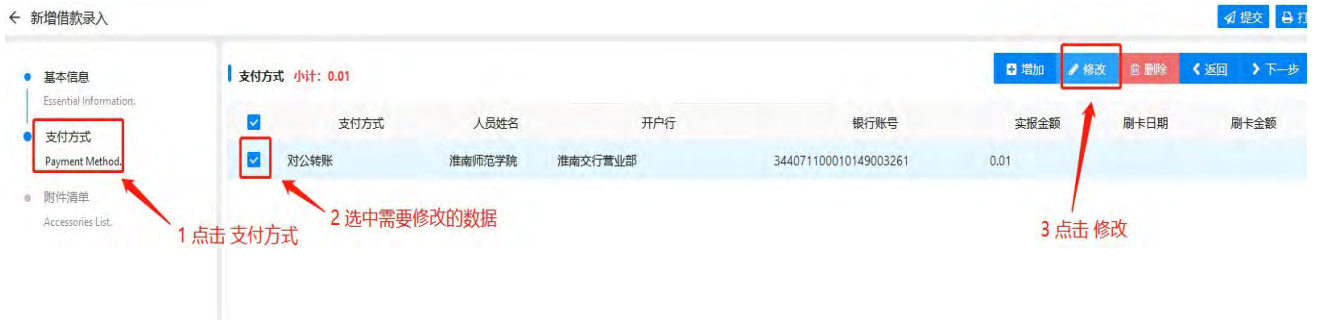 ← 新增借款录入
提交
打
基本信息
Essential Information.
支付方式
Payment Method.
附件清单
Accessories List.
支付方式 小计：0.01
增加
修改
删除
返回
下一步
支付方式 人员姓名 开户行 银行账号 实报金额 刷卡日期 刷卡金额
对公转账 淮南师范学院 淮南交行营业部 344071100010149003261 0.01
1 点击 支付方式
2 选中需要修改的数据
3 点击 修改